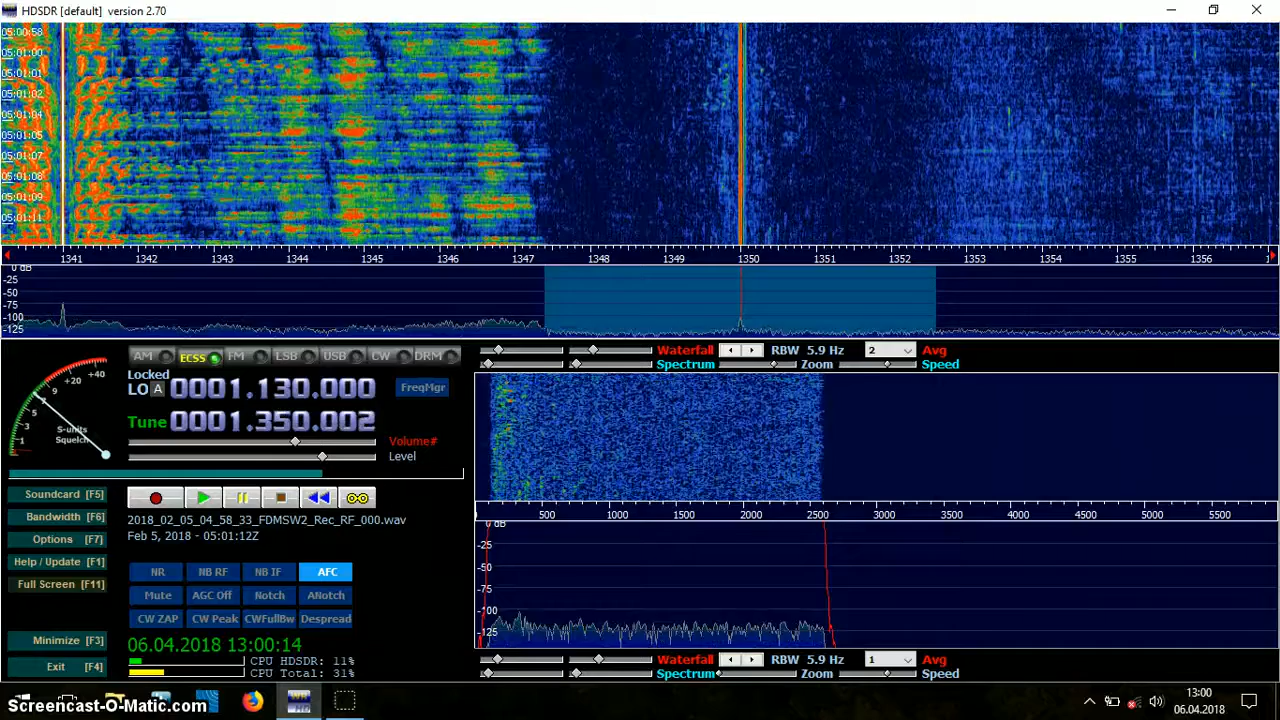 HDSDR [default] version 2.70
05:00:58
05:01:00
05:01:01
05:01:02
05:01:04
05:01:05
05:01:07
05:01:08
05:01:09
05:01:11
1341 1342 1343 1344 1345 1346 1347 1348 1349 1350 1351 1352 1353 1354 1355 1356
0 dB
-25
-50
-75
-100
-125
+40
+20
9
5
3
1
S-units
Squelch
AM ECSS FM LSB USB CW DRM
Locked
LO A 0001.130.000 FreqMgr
Tune 0001.350.002
Volume#
Level
Waterfall RBW 5.9 Hz 2 Avg
Spectrum Zoom Speed
Soundcard [F5]
Bandwidth [F6]
Options [F7]
Help / Update [F1]
Full Screen [F11]
Minimize [F3]
Exit [F4]
2018_02_05_04_58_33_FDMSW2_Rec_RF_000.wav
Feb 5, 2018 - 05:01:12Z
NR NB RF NB IF AFC
Mute AGC Off Notch ANotch
CW ZAP CW Peak CWFullBw Despread
06.04.2018 13:00:14
CPU HDSDR: 11%
CPU Total: 31%
500 1000 1500 2000 2500 3000 3500 4000 4500 5000 5500
0 dB
-25
-50
-75
-100
-125
Waterfall RBW 5.9 Hz 1 Avg
Spectrum Zoom Speed
Screencast-O-Matic.com
13:00
06.04.2018